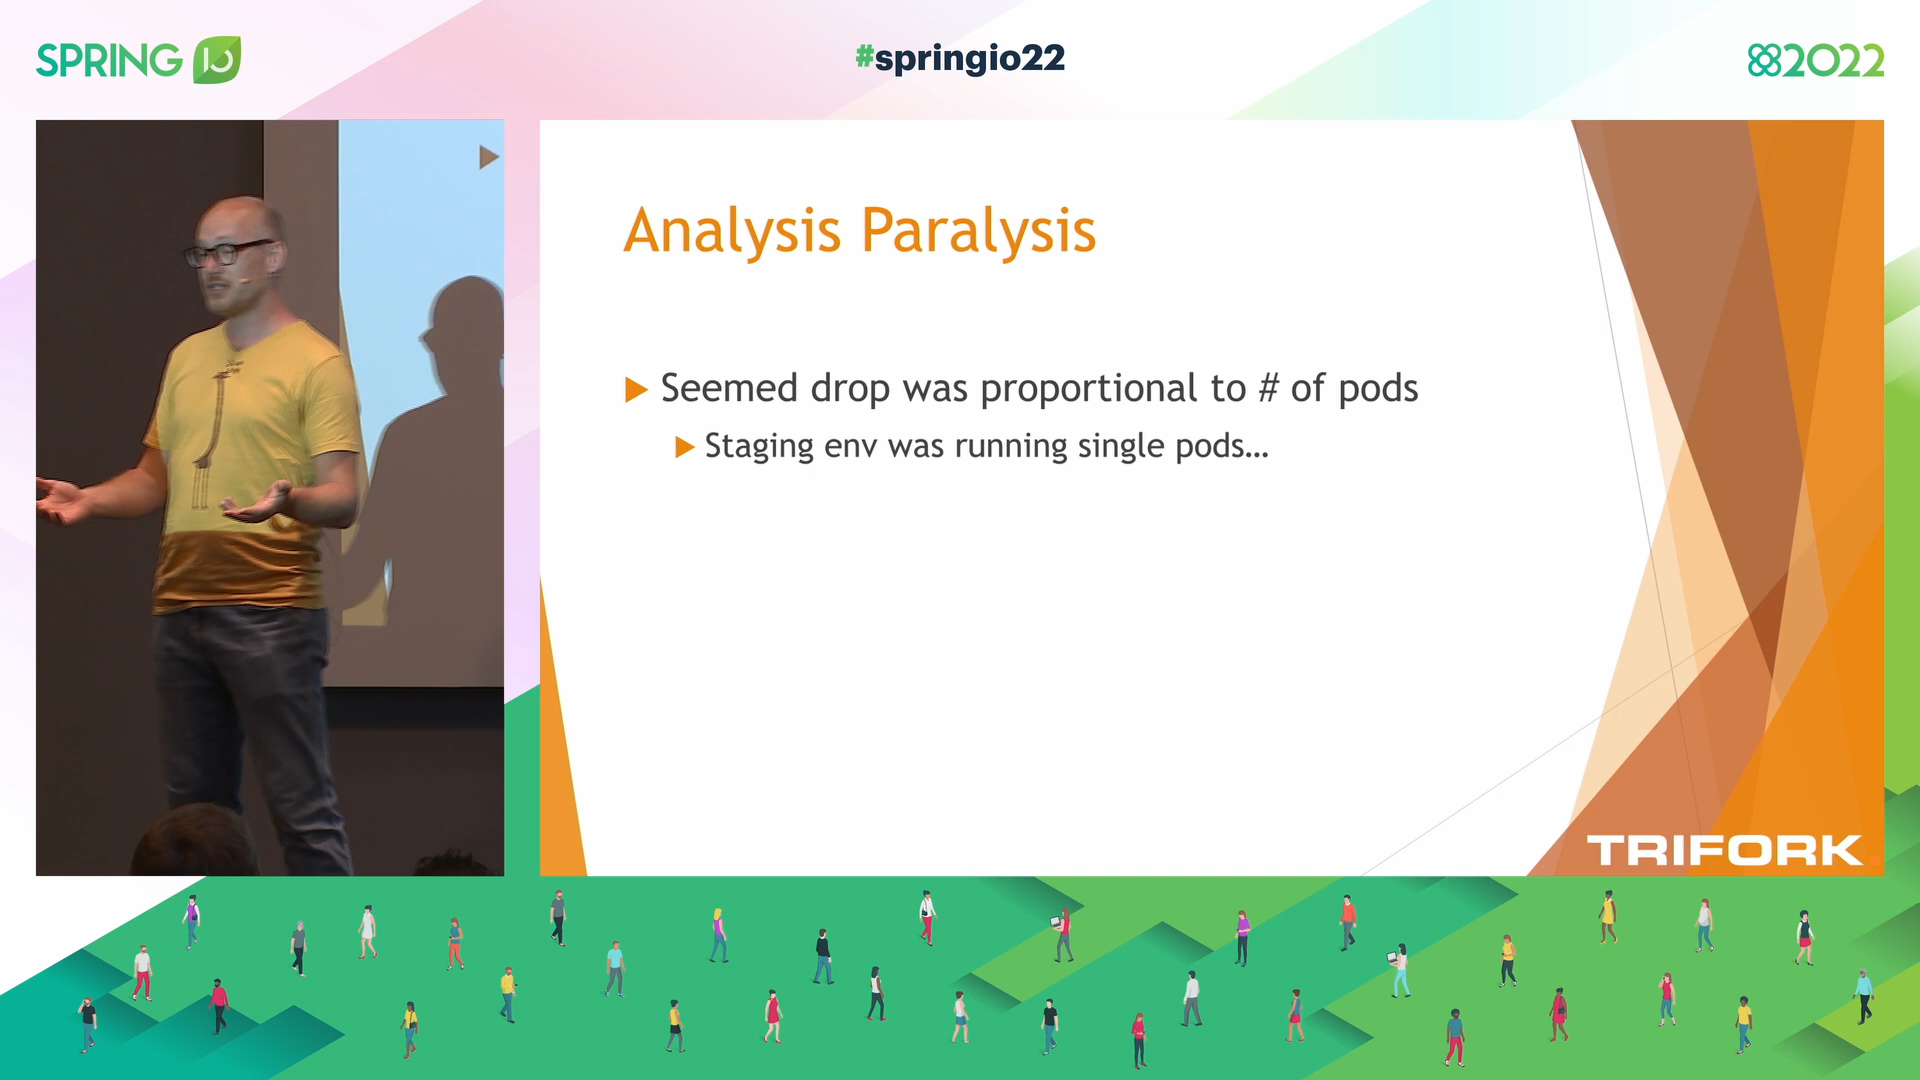 SPRING IO
#springio22
2022
Analysis Paralysis
Seemed drop was proportional to # of pods
Staging env was running single pods...
TRIFORK